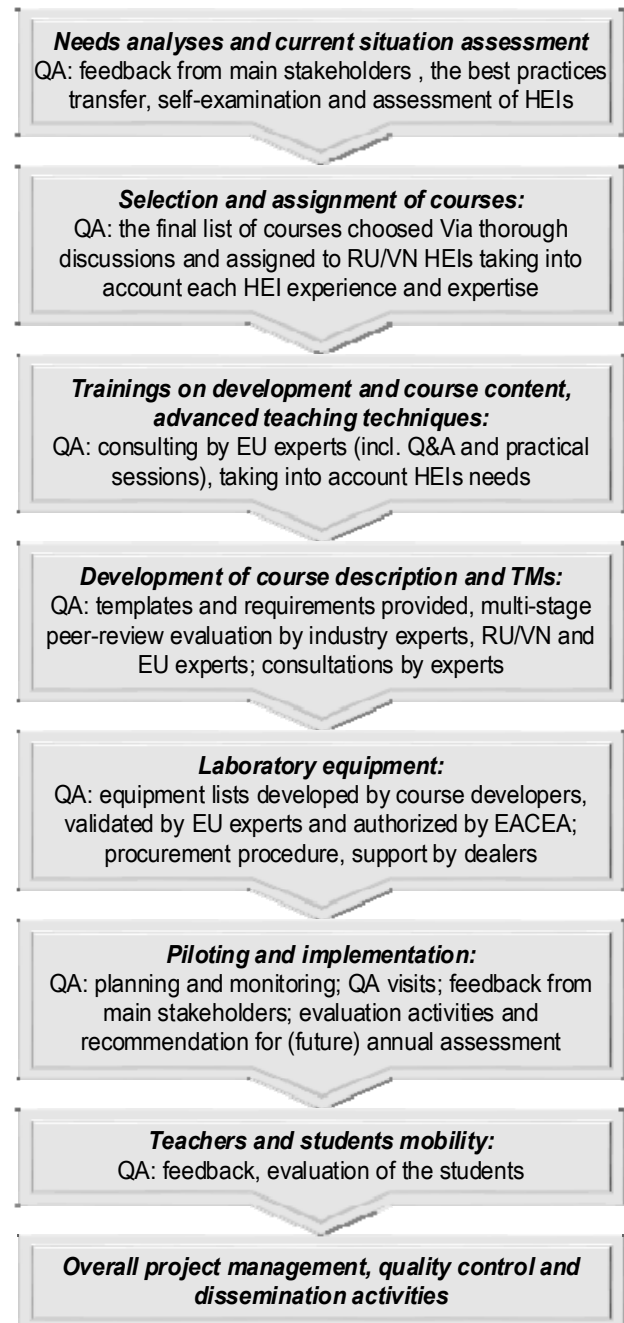 Needs analyses and current situation assessment
QA: feedback from main stakeholders , the best practices
transfer, self-examination and assessment of HEIs
Selection and assignment of courses:
QA: the final list of courses choosed Via thorough
discussions and assigned to RU/VN HEIs taking into
account each HEI experience and expertise
Trainings on development and course content,
advanced teaching techniques:
QA: consulting by EU experts (incl. Q&A and practical
sessions), taking into account HEIs needs
Development of course description and TMs:
QA: templates and requirements provided, multi-stage
peer-review evaluation by industry experts, RU/VN and
EU experts; consultations by experts
Laboratory equipment:
QA: equipment lists developed by course developers,
validated by EU experts and authorized by EACEA;
procurement procedure, support by dealers
Piloting and implementation:
QA: planning and monitoring; QA visits; feedback from
main stakeholders; evaluation activities and
recommendation for (future) annual assessment
Teachers and students mobility:
QA: feedback, evaluation of the students
Overall project management, quality control and
dissemination activities